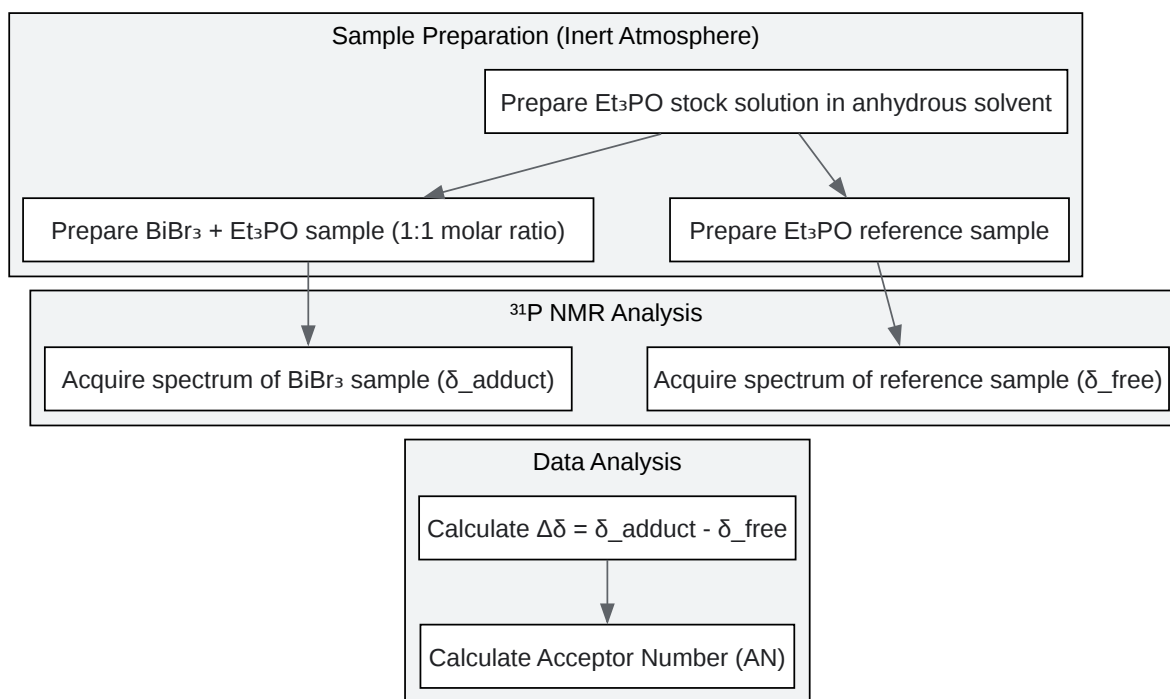 Sample Preparation (Inert Atmosphere)
Prepare Et₃PO stock solution in anhydrous solvent
Prepare BiBr₃ + Et₃PO sample (1:1 molar ratio)
Prepare Et₃PO reference sample
³¹P NMR Analysis
Acquire spectrum of BiBr₃ sample (δ_adduct)
Acquire spectrum of reference sample (δ_free)
Data Analysis
Calculate Δδ = δ_adduct - δ_free
Calculate Acceptor Number (AN)